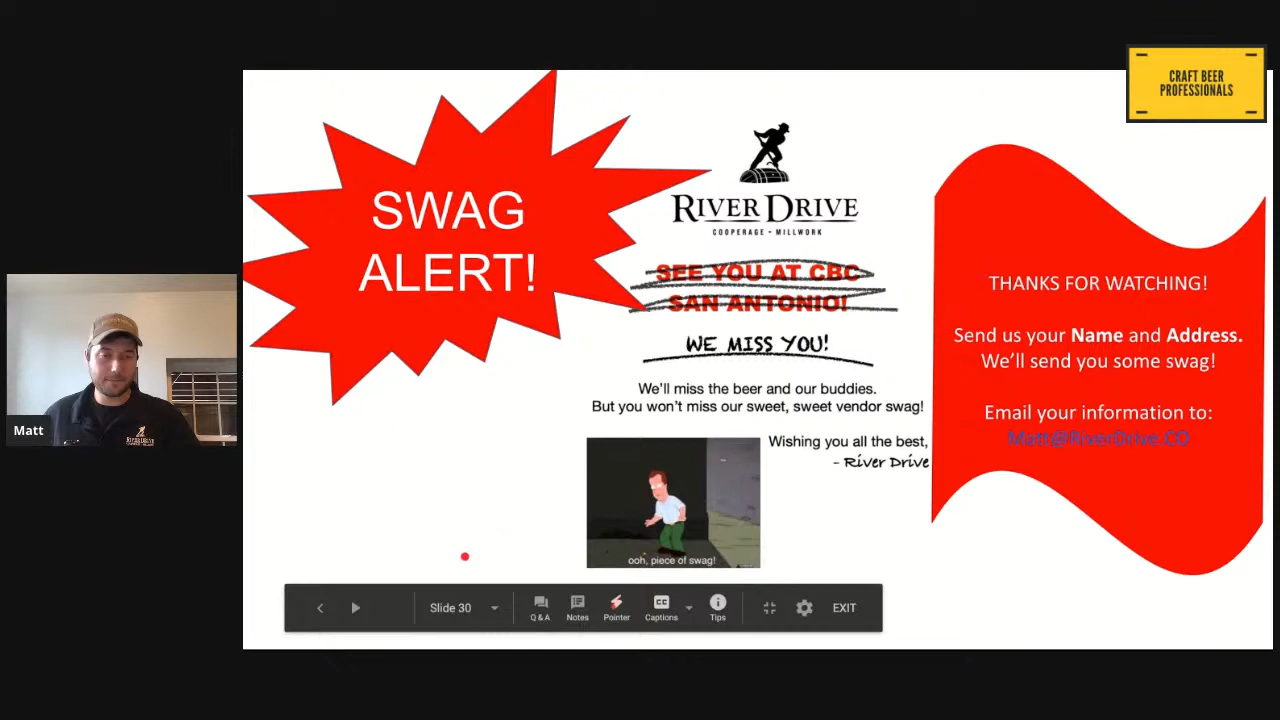 CRAFT BEER
PROFESSIONALS
SWAG
ALERT!
RIVER DRIVE
COOPERAGE - MILLWORK
SEE YOU AT CBC
SAN ANTONIO!
WE MISS YOU!
We'll miss the beer and our buddies.
But you won't miss our sweet, sweet vendor swag!
Wishing you all the best,
- River Drive
ooh, piece of swag!
THANKS FOR WATCHING!
Send us your Name and Address.
We'll send you some swag!
Email your information to:
Matt@RiverDrive.CO
Matt
RIVER DRIVE
Slide 30
Q & A
Notes
Pointer
CC
Captions
Tips
EXIT